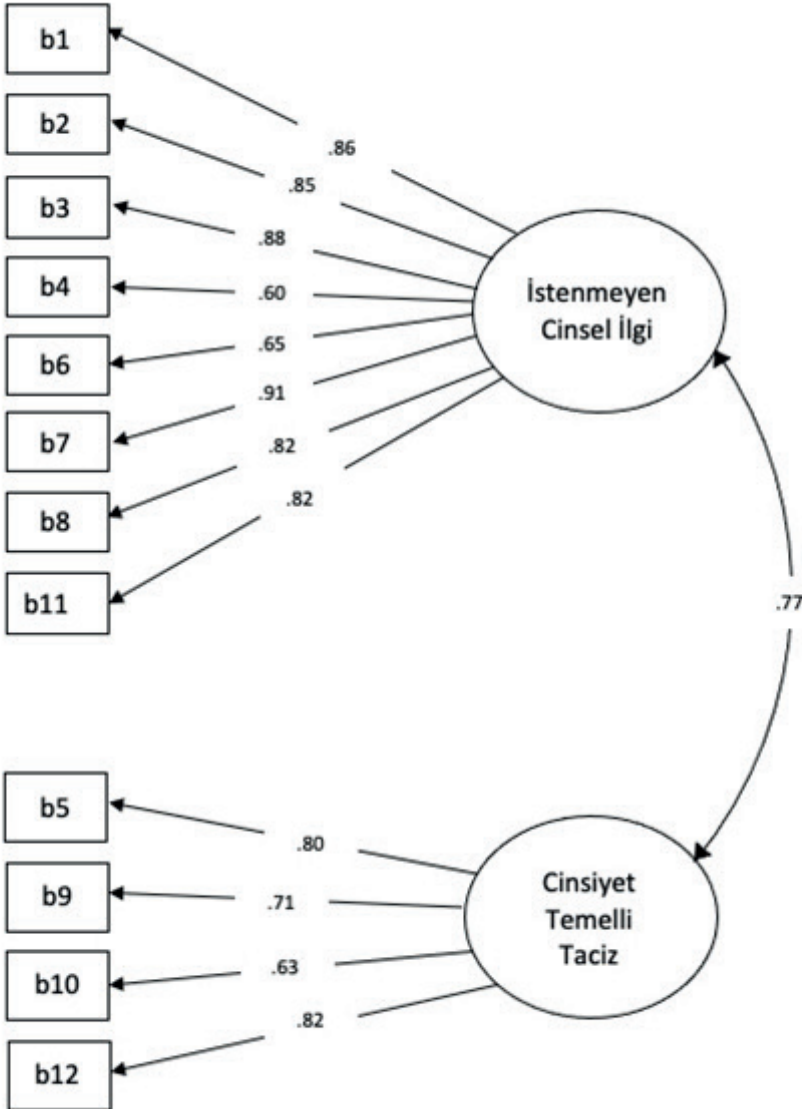 b1
.86
b2
.85
b3
.88
b4
.60
b6
.65
b7
.91
b8
.82
b11
.82
İstenmeyen
Cinsel İlgi
.77
b5
.80
b9
.71
b10
.63
b12
.82
Cinsiyet
Temelli
Taciz